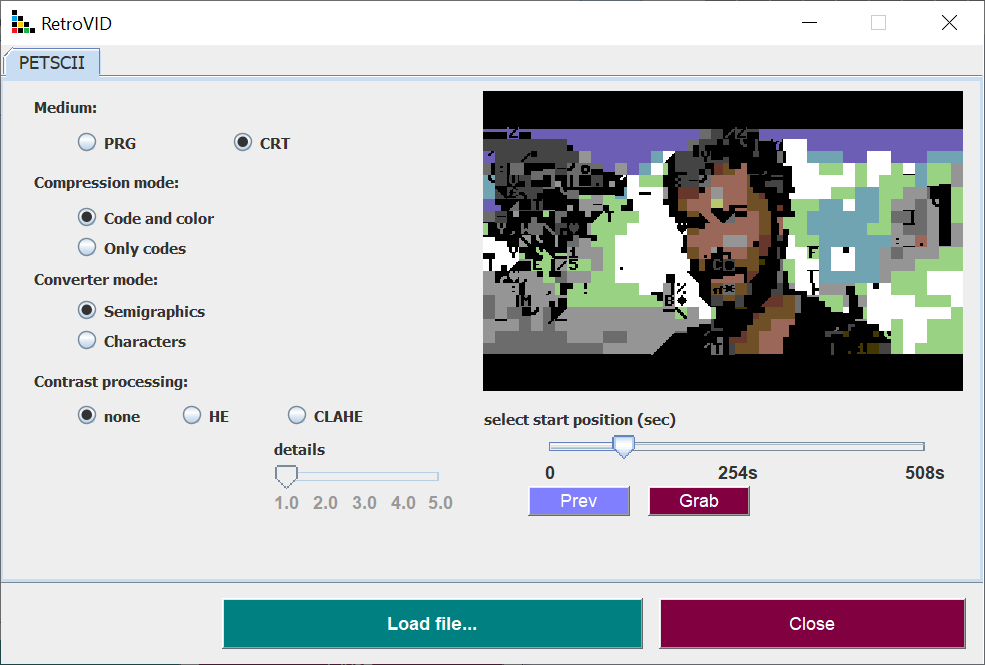 RetroVID
PETSCII
Medium:
PRG CRT
Compression mode:
Code and color
Only codes
Converter mode:
Semigraphics
Characters
Contrast processing:
none HE CLAHE
details
1.0 2.0 3.0 4.0 5.0
select start position (sec)
0 254s 508s
Prev Grab
Load file... Close